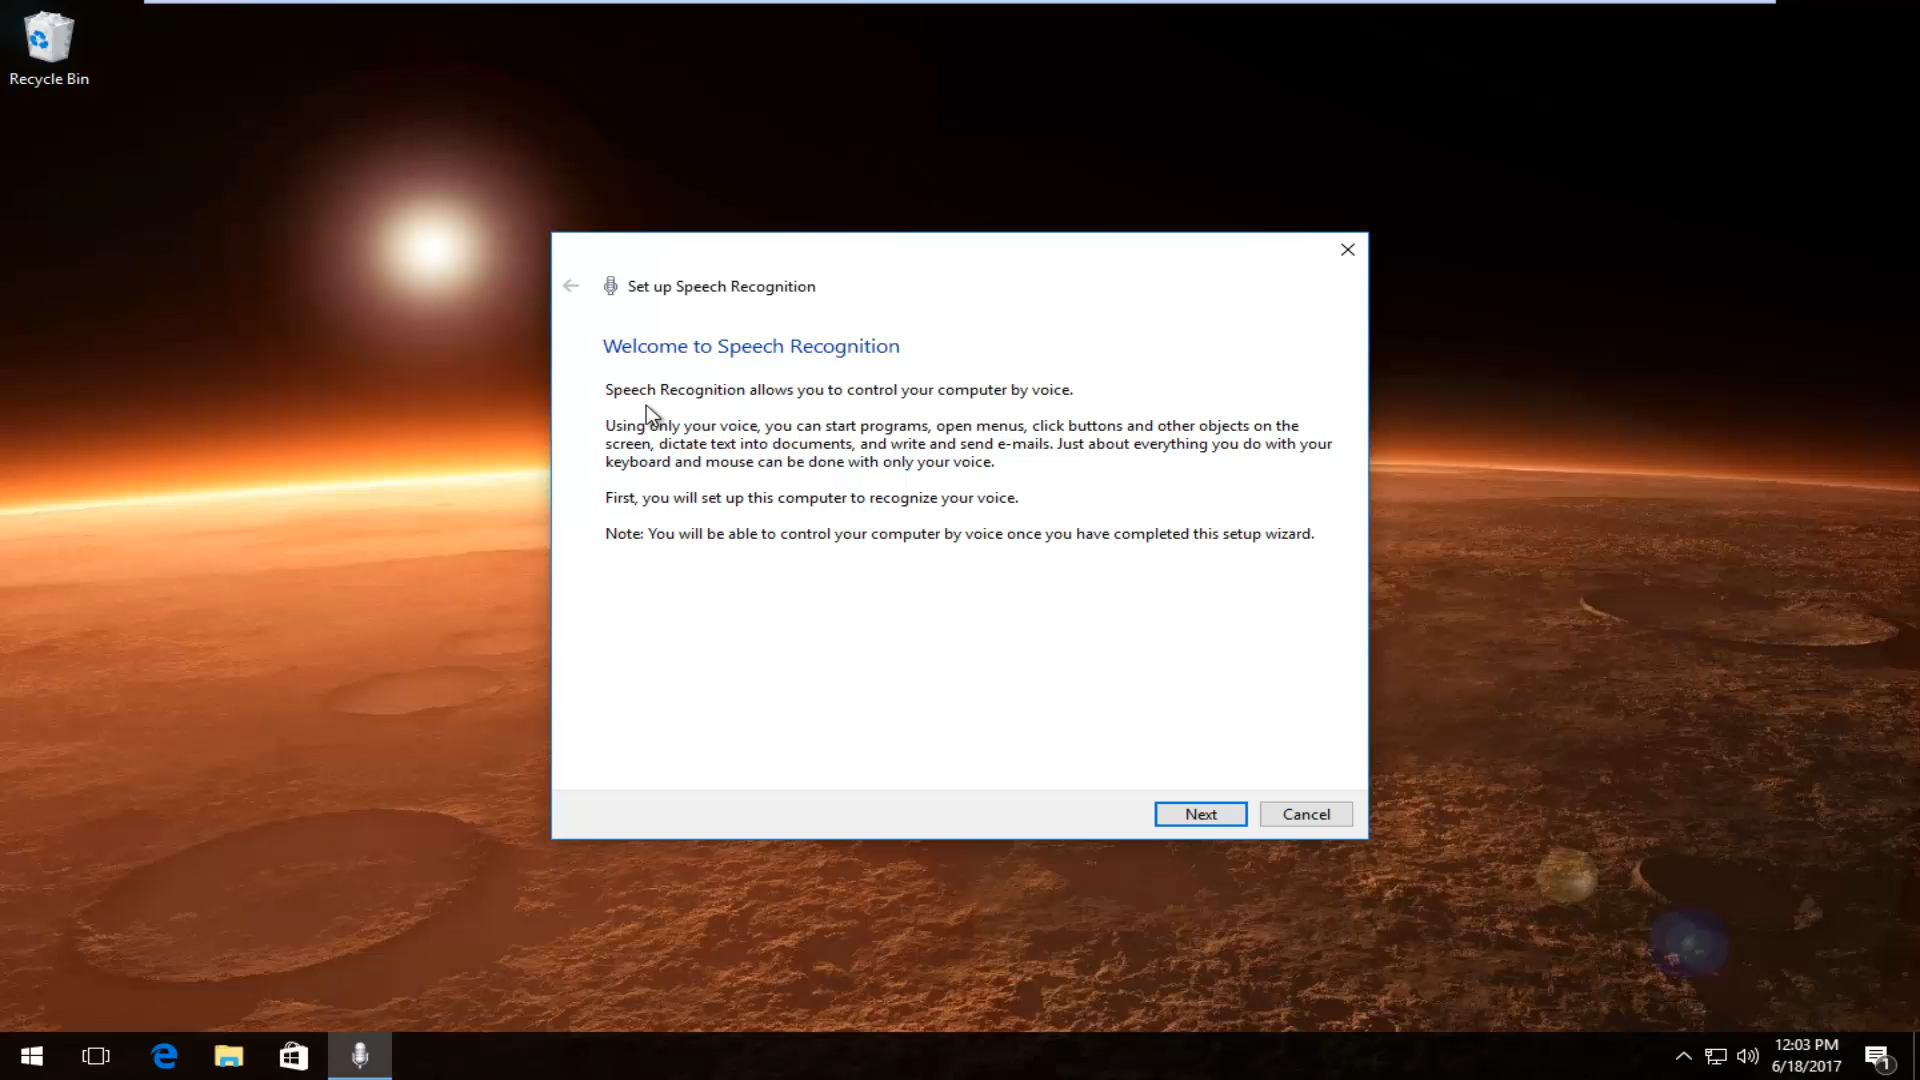 Recycle Bin
Set up Speech Recognition
Welcome to Speech Recognition
Speech Recognition allows you to control your computer by voice.
Using only your voice, you can start programs, open menus, click buttons and other objects on the
screen, dictate text into documents, and write and send e-mails. Just about everything you do with your
keyboard and mouse can be done with only your voice.
First, you will set up this computer to recognize your voice.
Note: You will be able to control your computer by voice once you have completed this setup wizard.
Next
Cancel
12:03 PM
6/18/2017
1